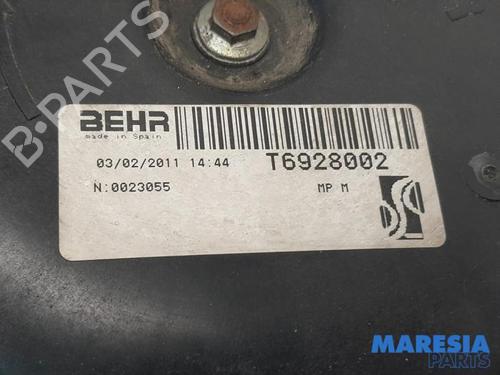 B-PARTS
BEHR
made in Spain
03/02/2011 14:44
T6928002
N:0023055
MP M
MARESIA
PARTS